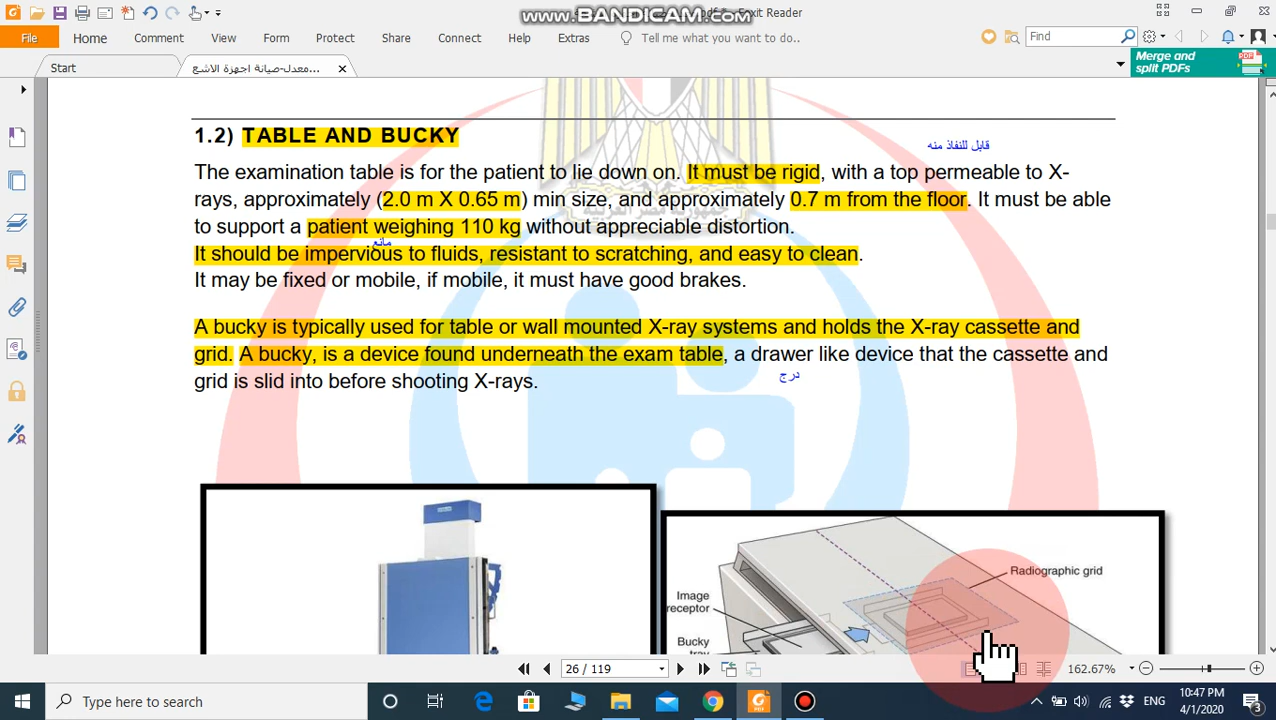 www.BANDICAM.com
.pdf - Foxit Reader
File
Home
Comment
View
Form
Protect
Share
Connect
Help
Extras
Tell me what you want to do..
Find
Start
معدل-صيانة اجهزة الاشع...
Merge and
split PDFs
PDF
1.2) TABLE AND BUCKY
قابل للنفاذ منه
The examination table is for the patient to lie down on. It must be rigid, with a top permeable to X-
rays, approximately (2.0 m X 0.65 m) min size, and approximately 0.7 m from the floor. It must be able
جمهورية مصر العربية
to support a patient weighing 110 kg without appreciable distortion.
مانع
It should be impervious to fluids, resistant to scratching, and easy to clean.
It may be fixed or mobile, if mobile, it must have good brakes.
A bucky is typically used for table or wall mounted X-ray systems and holds the X-ray cassette and
grid. A bucky, is a device found underneath the exam table, a drawer like device that the cassette and
درج
grid is slid into before shooting X-rays.
Radiographic grid
Image
receptor
Bucky
tray
26 / 119
162.67%
Type here to search
ENG
10:47 PM
4/1/2020
3